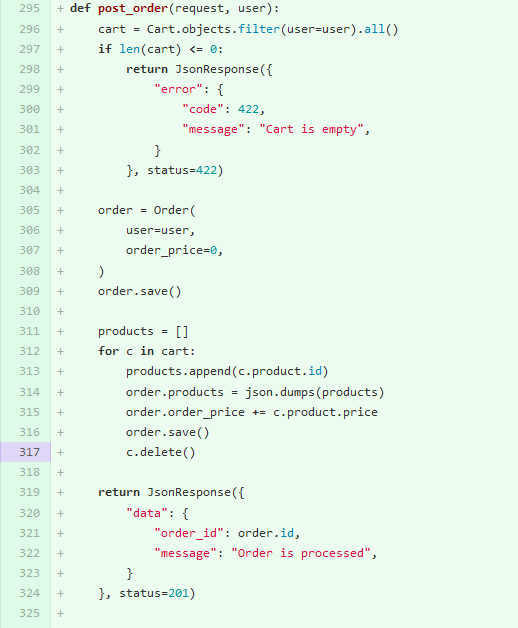 295 + def post_order(request, user):
296 +     cart = Cart.objects.filter(user=user).all()
297 +     if len(cart) <= 0:
298 +         return JsonResponse({
299 +             "error": {
300 +                 "code": 422,
301 +                 "message": "Cart is empty",
302 +             }
303 +         }, status=422)
304 +
305 +     order = Order(
306 +         user=user,
307 +         order_price=0,
308 +     )
309 +     order.save()
310 +
311 +     products = []
312 +     for c in cart:
313 +         products.append(c.product.id)
314 +         order.products = json.dumps(products)
315 +         order.order_price += c.product.price
316 +         order.save()
317 +         c.delete()
318 +
319 +     return JsonResponse({
320 +         "data": {
321 +             "order_id": order.id,
322 +             "message": "Order is processed",
323 +         }
324 +     }, status=201)
325 +